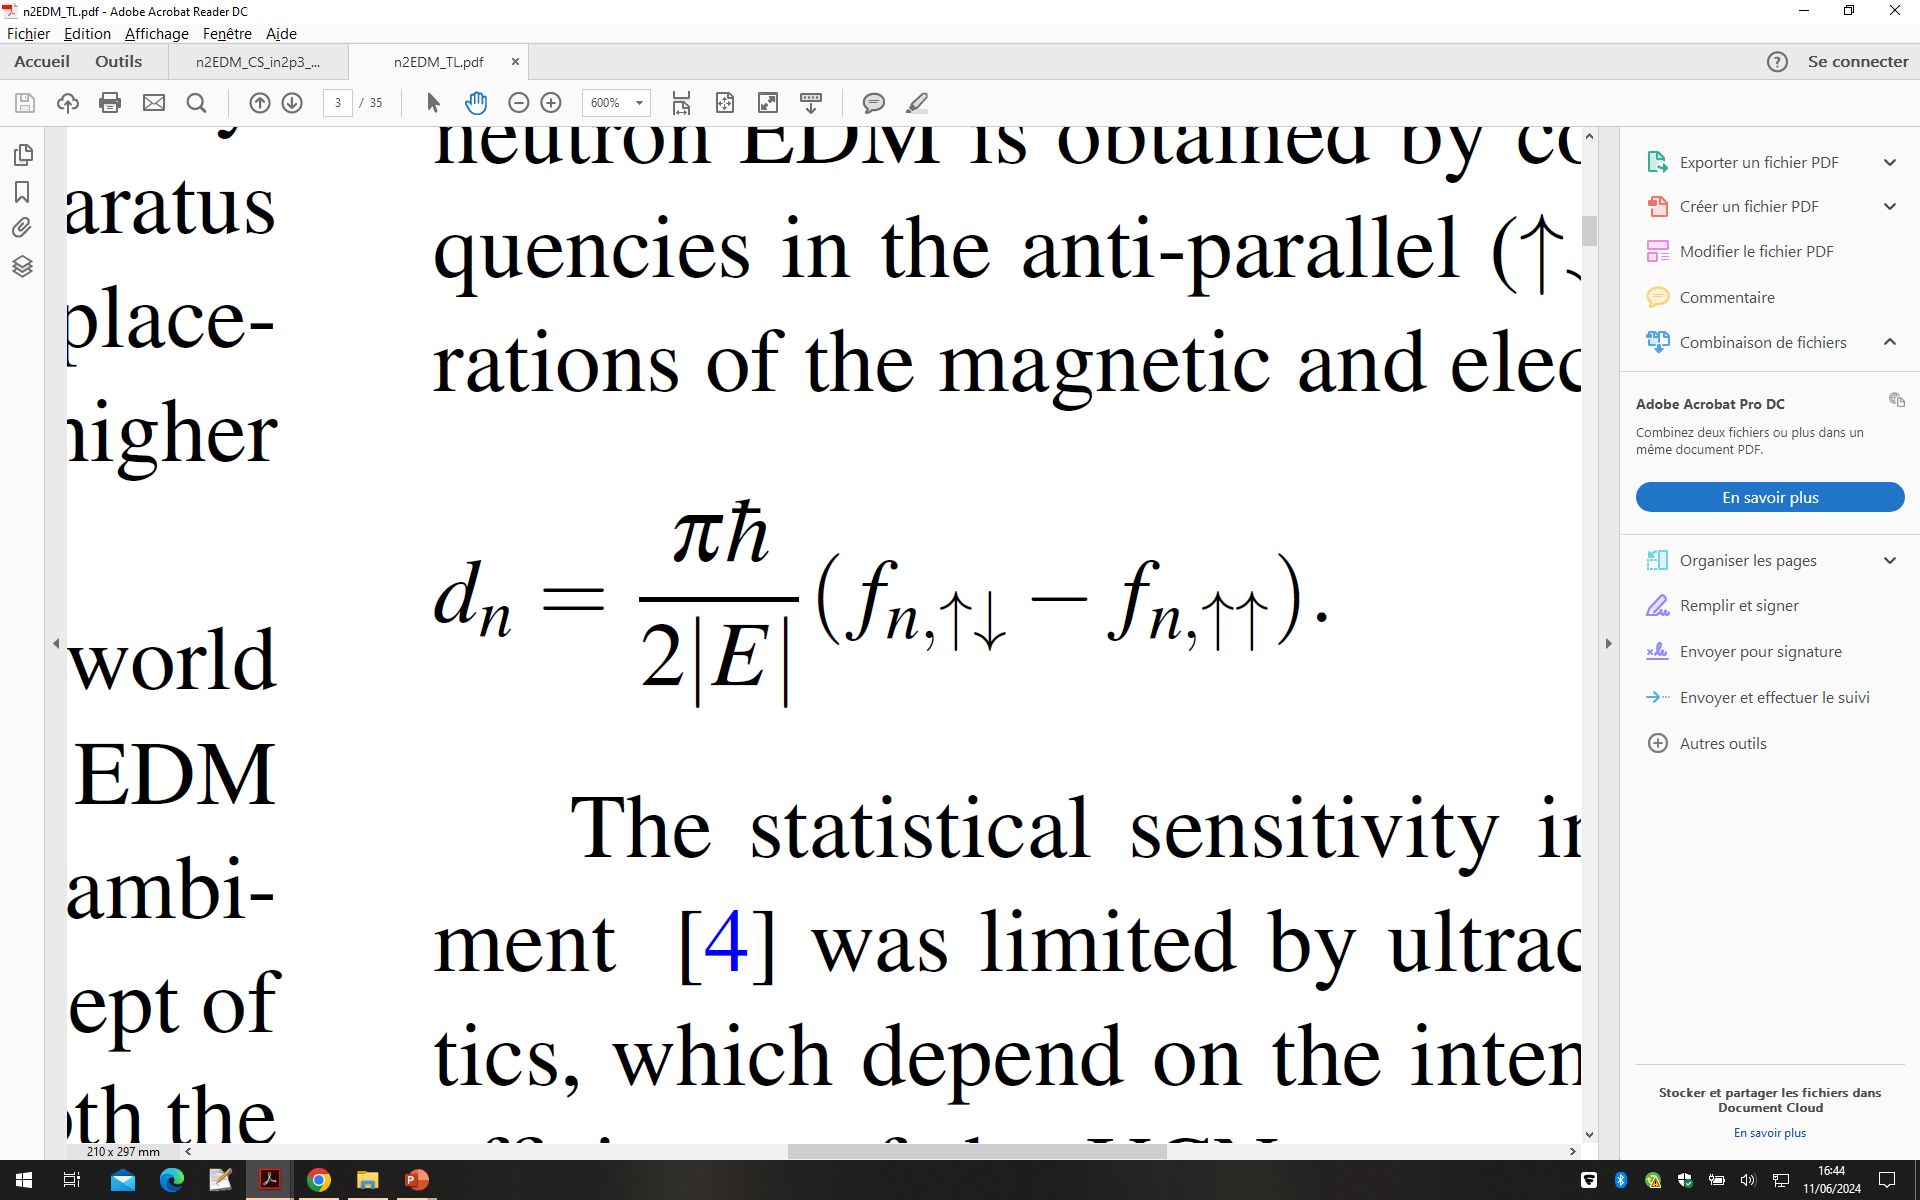 n2EDM_TL.pdf - Adobe Acrobat Reader DC
Fichier Edition Affichage Fenêtre Aide
Accueil Outils n2EDM_CS_in2p3_... n2EDM_TL.pdf × ? Se connecter
3 / 35 600%
aratus
place-
higher
world
EDM
ambi-
ept of
oth the
neutron EDM is obtained by co
quencies in the anti-parallel (↑↓
rations of the magnetic and elec
dₙ = πħ / 2|E| (fₙ,↑↓ − fₙ,↑↑).
The statistical sensitivity in
ment [4] was limited by ultrac
tics, which depend on the inten
210 x 297 mm
Exporter un fichier PDF
Créer un fichier PDF
Modifier le fichier PDF
Commentaire
Combinaison de fichiers
Adobe Acrobat Pro DC
Combinez deux fichiers ou plus dans un
même document PDF.
En savoir plus
Organiser les pages
Remplir et signer
Envoyer pour signature
Envoyer et effectuer le suivi
Autres outils
Stocker et partager les fichiers dans
Document Cloud
En savoir plus
16:44
11/06/2024